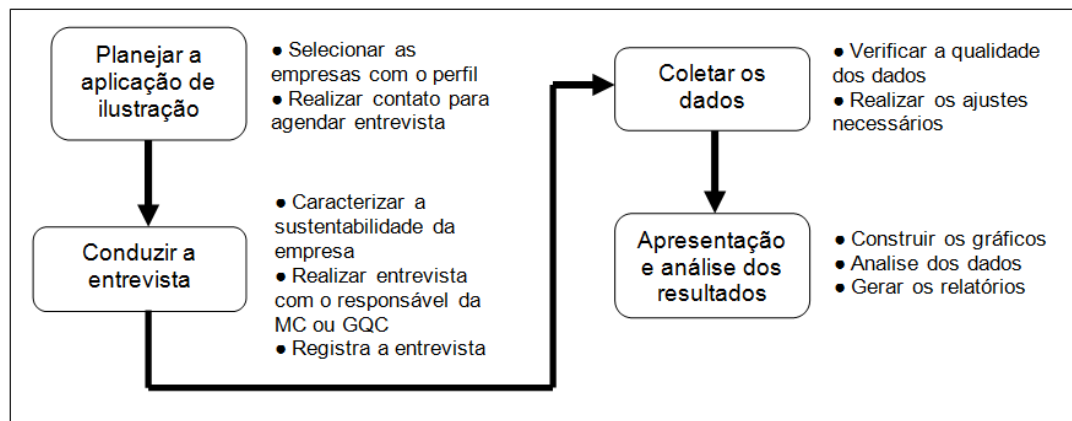 Planejar a
aplicação de
ilustração
● Selecionar as
empresas com o perfil
● Realizar contato para
agendar entrevista
Conduzir a
entrevista
● Caracterizar a
sustentabilidade da
empresa
● Realizar entrevista
com o responsável da
MC ou GQC
● Registra a entrevista
Coletar os
dados
● Verificar a qualidade
dos dados
● Realizar os ajustes
necessários
Apresentação
e análise dos
resultados
● Construir os gráficos
● Analise dos dados
● Gerar os relatórios